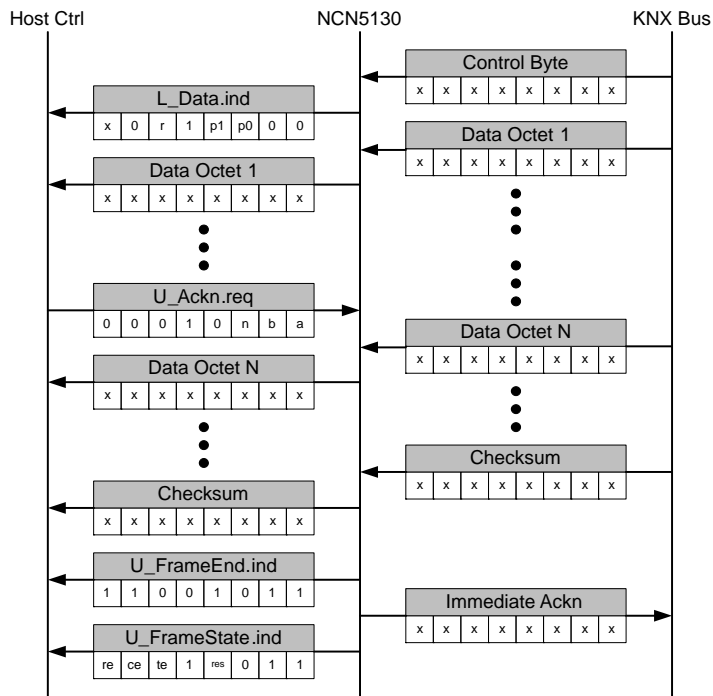 Host Ctrl NCN5130 KNX Bus
Control Byte
x x x x x x x x
L_Data.ind
x 0 r 1 p1 p0 0 0
Data Octet 1
x x x x x x x x
Data Octet 1
x x x x x x x x
U_Ackn.req
0 0 0 1 0 n b a
Data Octet N
x x x x x x x x
Data Octet N
x x x x x x x x
Checksum
x x x x x x x x
Checksum
x x x x x x x x
U_FrameEnd.ind
1 1 0 0 1 0 1 1
Immediate Ackn
x x x x x x x x
U_FrameState.ind
re ce te 1 res 0 1 1